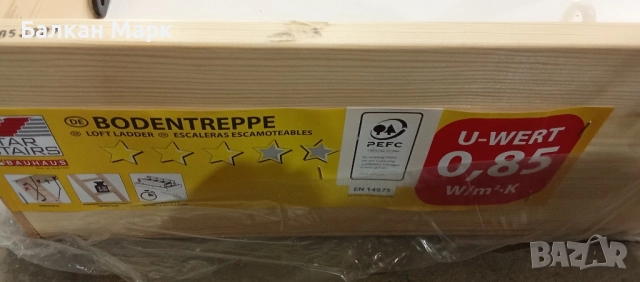 Балкан Марк
STAR
STAIRS
BAUHAUS
DE BODENTREPPE
LOFT LADDER ESCALERAS ESCAMOTEABLES
PEFC
EN 14975
U-WERT
0,85
W/m²·K
BAZAR